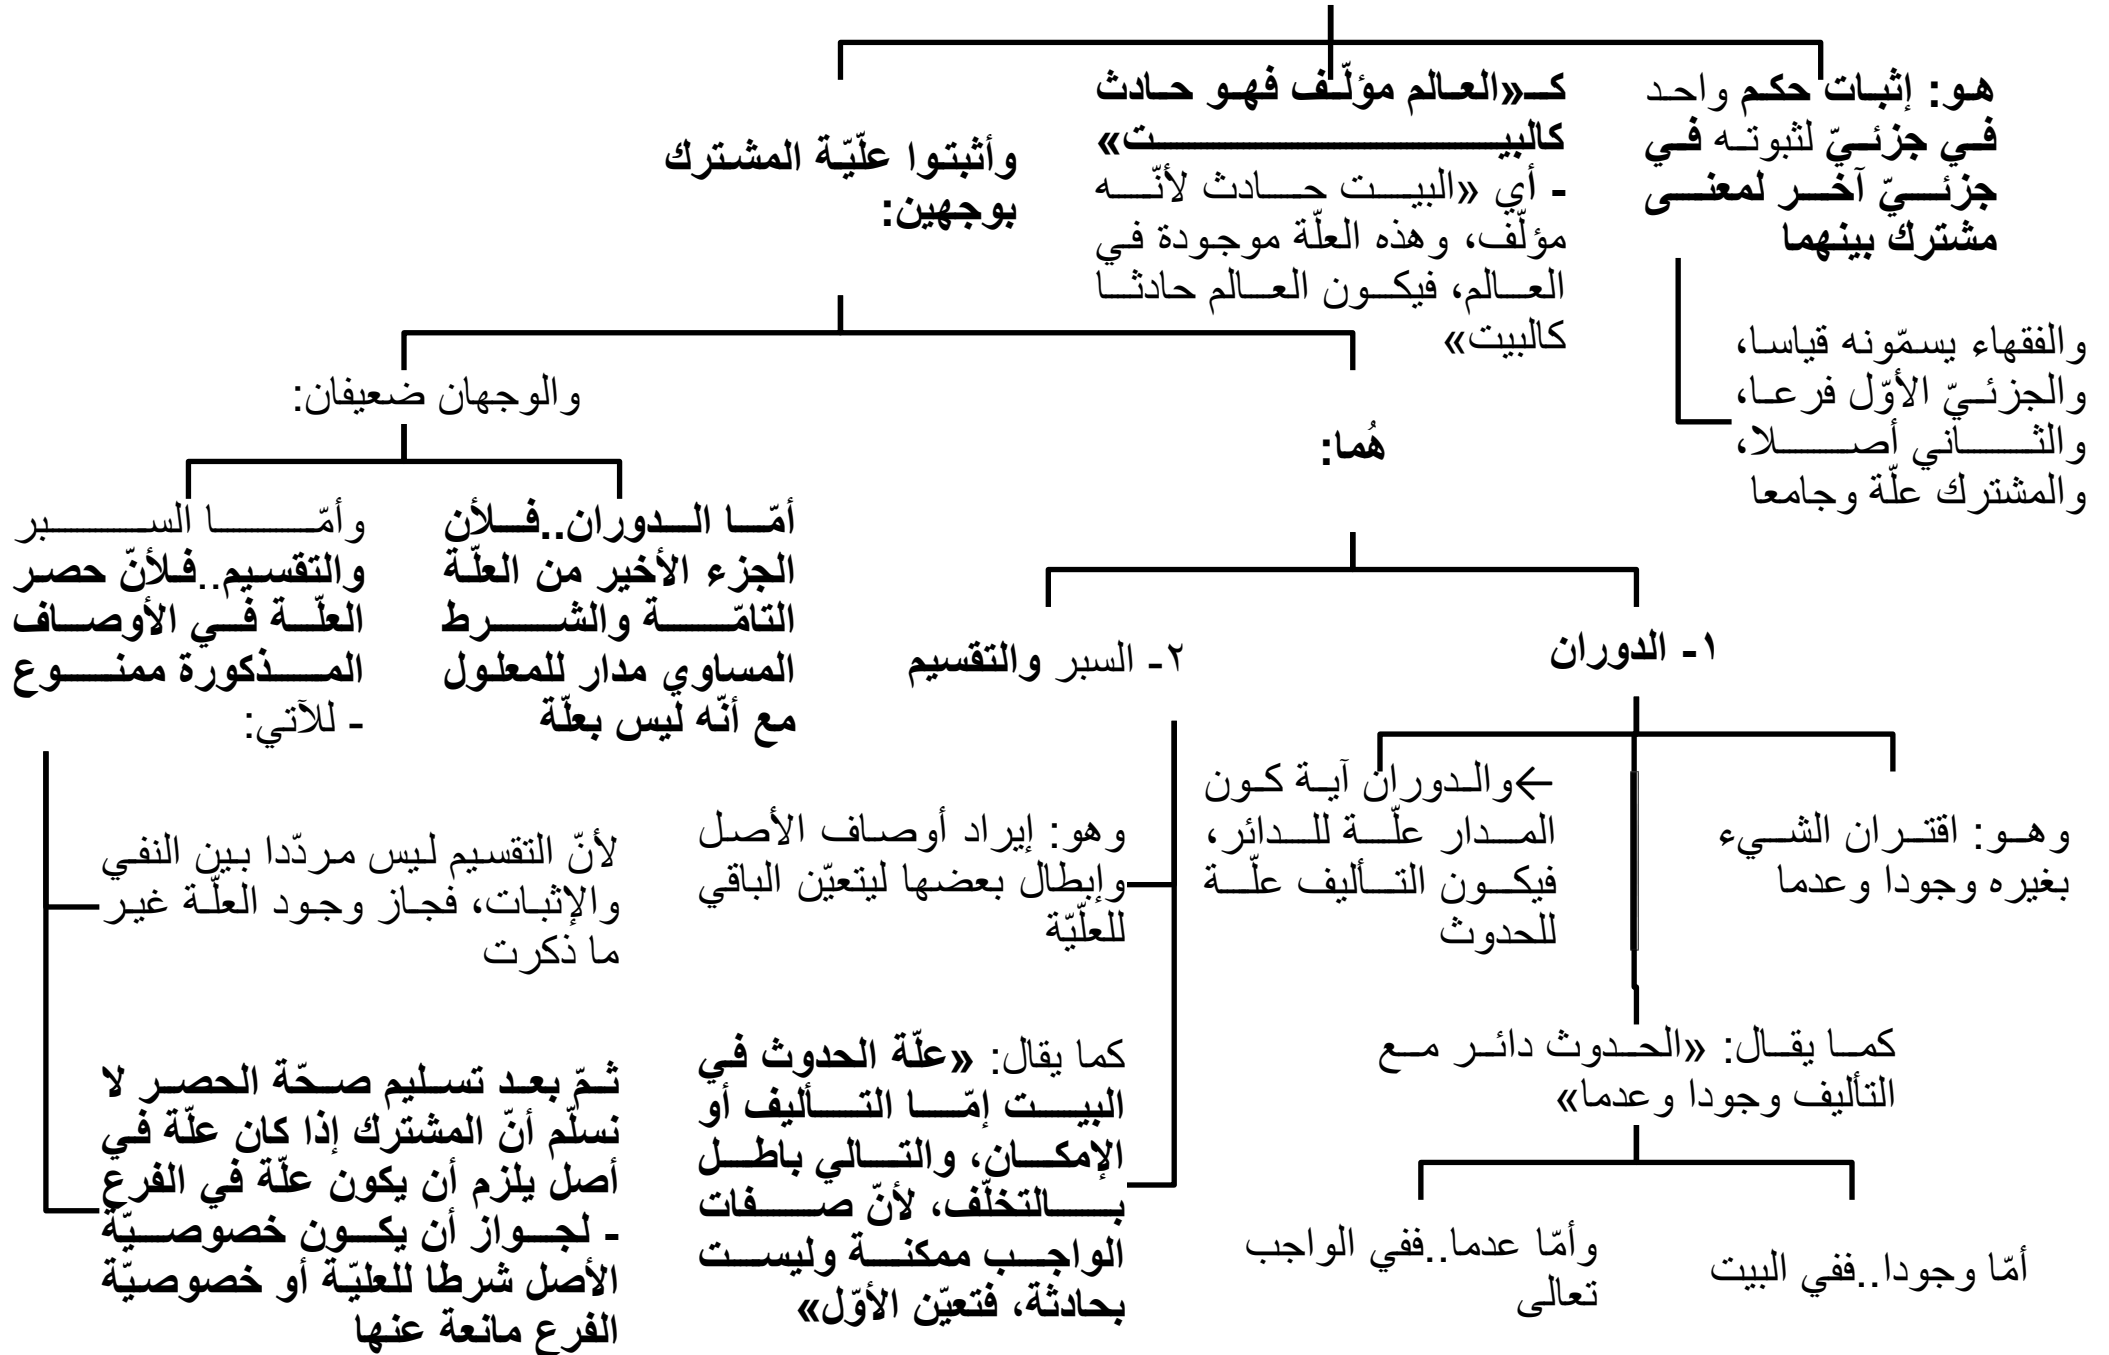 هو: إثبات حكم واحد
في جزئيّ لثبوته في
جزئيّ آخر لمعنى
مشترك بينهما
والفقهاء يسمّونه قياسا،
والجزئيّ الأوّل فرعا،
والثاني أصلا،
والمشترك علّة وجامعا
كـ«العالم مؤلّف فهو حادث
كالبيت»
- أي «البيت حادث لأنّه
مؤلّف، وهذه العلّة موجودة في
العالم، فيكون العالم حادثا
كالبيت»
وأثبتوا علّيّة المشترك
بوجهين:
هُما:
١- الدوران
وهو: اقتران الشيء
بغيره وجودا وعدما
كما يقال: «الحدوث دائر مع
التأليف وجودا وعدما»
أمّا وجودا..ففي البيت
وأمّا عدما..ففي الواجب
تعالى
←والدوران آية كون
المدار علّة للدائر،
فيكون التأليف علّة
للحدوث
٢- السبر والتقسيم
وهو: إيراد أوصاف الأصل
وإبطال بعضها ليتعيّن الباقي
للعلّيّة
كما يقال: «علّة الحدوث في
البيت إمّا التأليف أو
الإمكان، والتالي باطل
بالتخلّف، لأنّ صفات
الواجب ممكنة وليست
بحادثة، فتعيّن الأوّل»
والوجهان ضعيفان:
أمّا الدوران..فلأن
الجزء الأخير من العلّة
التامّة والشرط
المساوي مدار للمعلول
مع أنّه ليس بعلّة
وأمّا السبر
والتقسيم..فلأنّ حصر
العلّة في الأوصاف
المذكورة ممنوع
- للآتي:
لأنّ التقسيم ليس مردّدا بين النفي
والإثبات، فجاز وجود العلّة غير
ما ذكرت
ثمّ بعد تسليم صحّة الحصر لا
نسلّم أنّ المشترك إذا كان علّة في
أصل يلزم أن يكون علّة في الفرع
- لجواز أن يكون خصوصيّة
الأصل شرطا للعليّة أو خصوصيّة
الفرع مانعة عنها